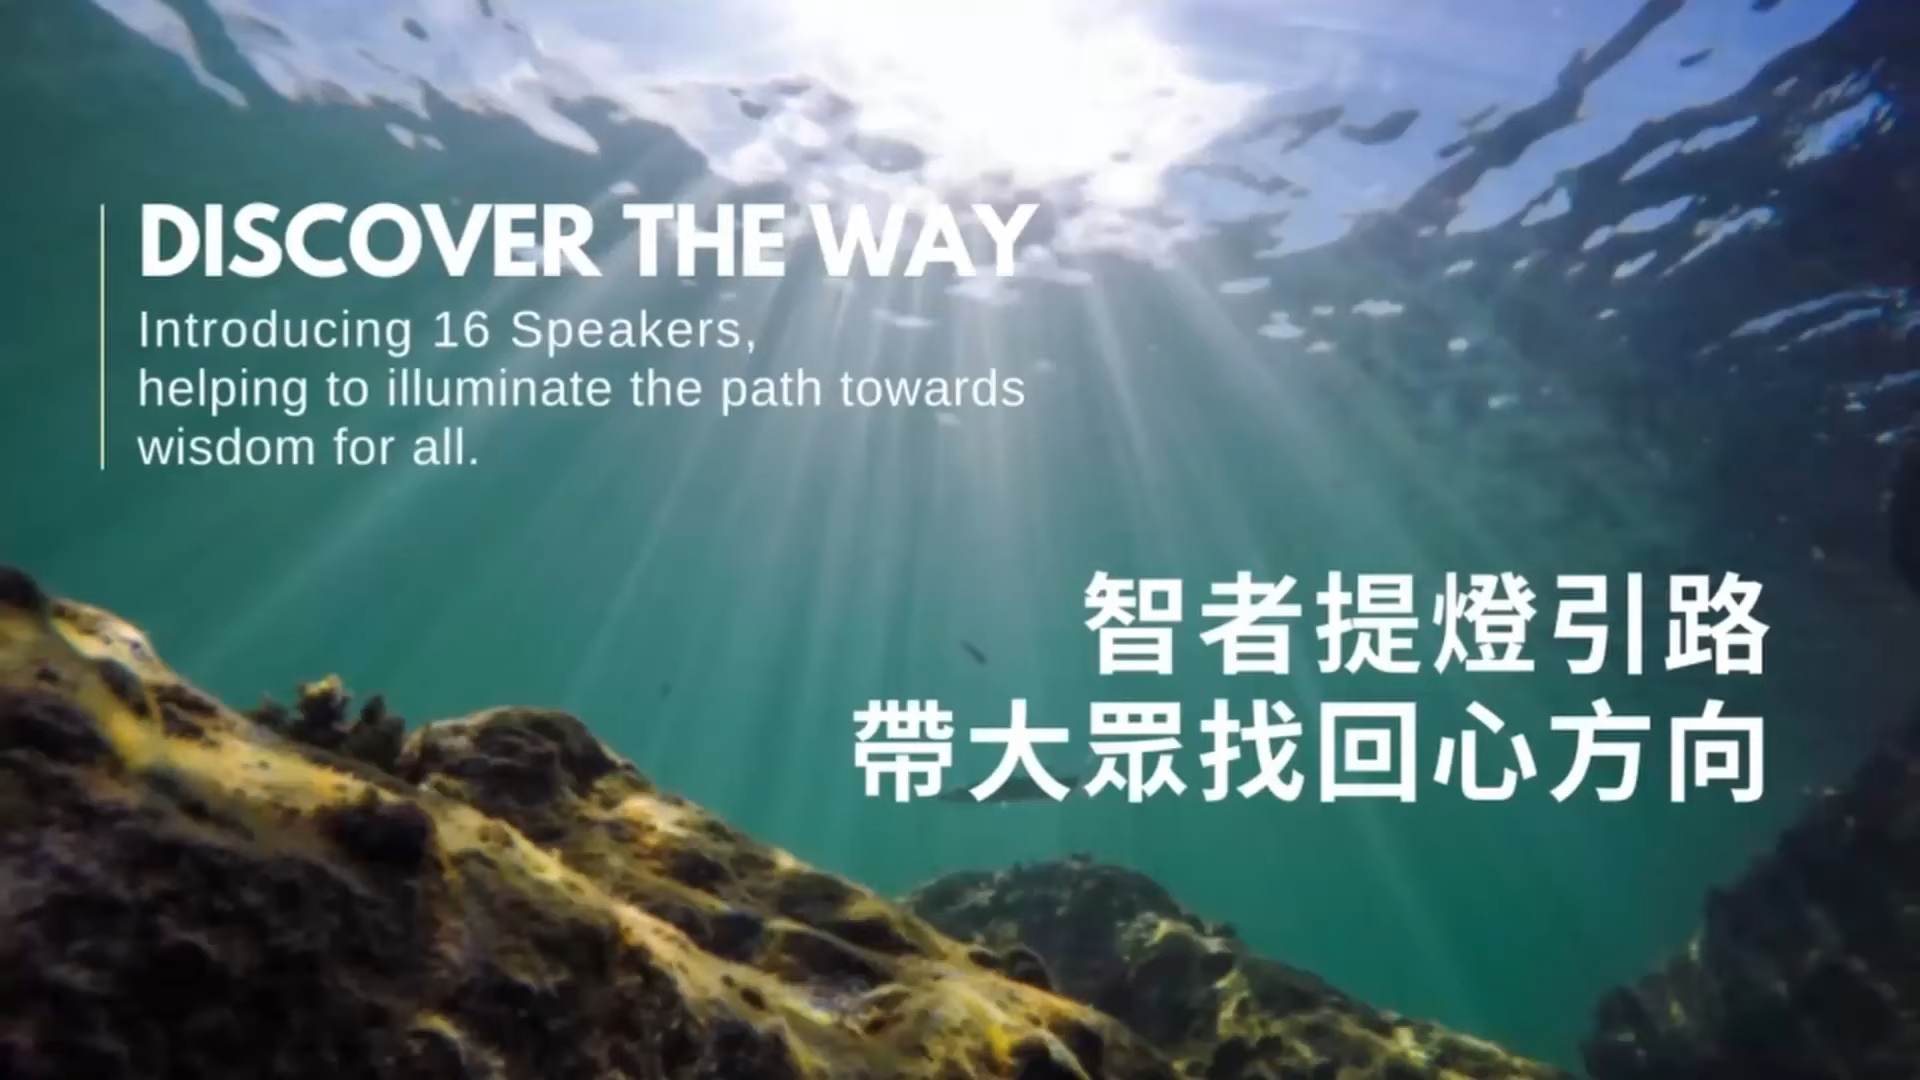 DISCOVER THE WAY
Introducing 16 Speakers,
helping to illuminate the path towards
wisdom for all.
智者提燈引路
帶大眾找回心方向